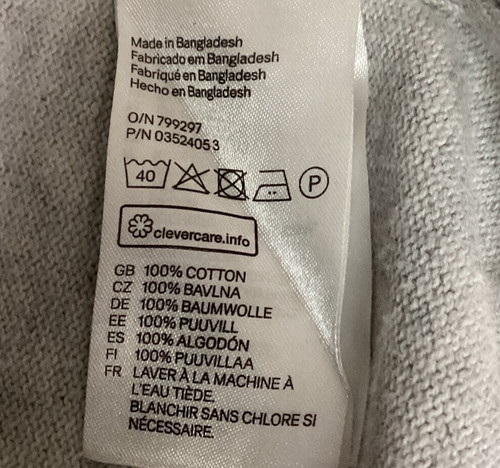 Made in Bangladesh
Fabricado em Bangladesh
Fabriqué en Bangladesh
Hecho en Bangladesh
O/N 799297
P/N 03524053
40
P
clevercare.info
GB 100% COTTON
CZ 100% BAVLNA
DE 100% BAUMWOLLE
EE 100% PUUVILL
ES 100% ALGODÓN
FI 100% PUUVILLAA
FR LAVER À LA MACHINE À
L'EAU TIÈDE.
BLANCHIR SANS CHLORE SI
NÉCESSAIRE.